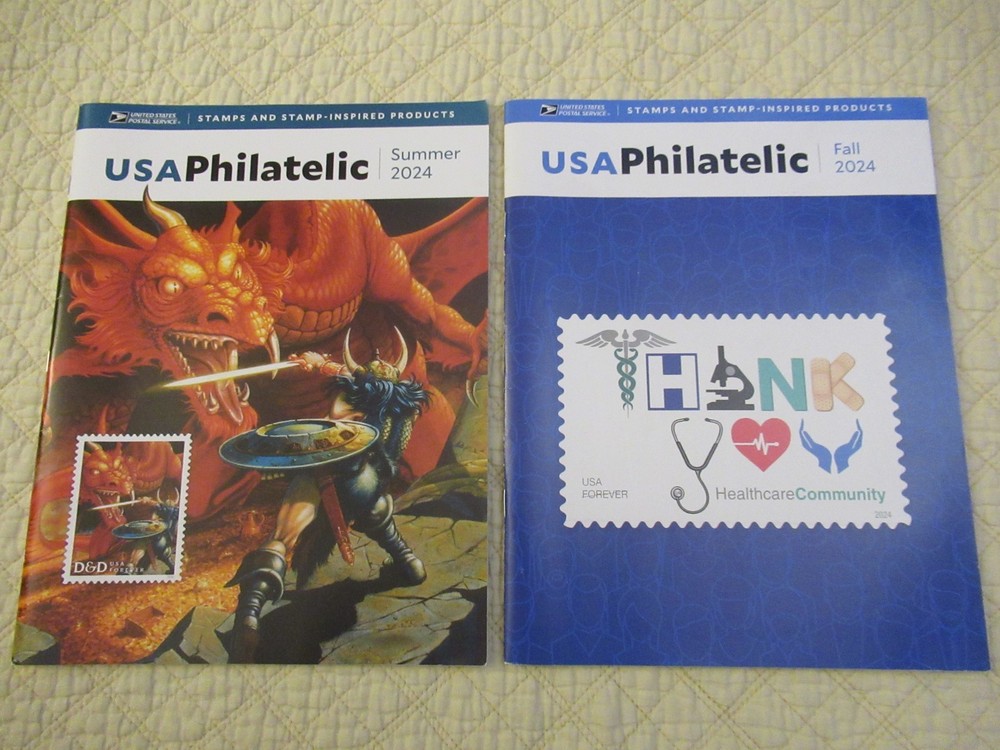 UNITED STATES
POSTAL SERVICE
STAMPS AND STAMP-INSPIRED PRODUCTS
USAPhilatelic
Summer
2024
D&D USA
FOREVER
UNITED STATES
POSTAL SERVICE
STAMPS AND STAMP-INSPIRED PRODUCTS
USAPhilatelic
Fall
2024
THANK
YOU
USA
FOREVER
HealthcareCommunity
2024